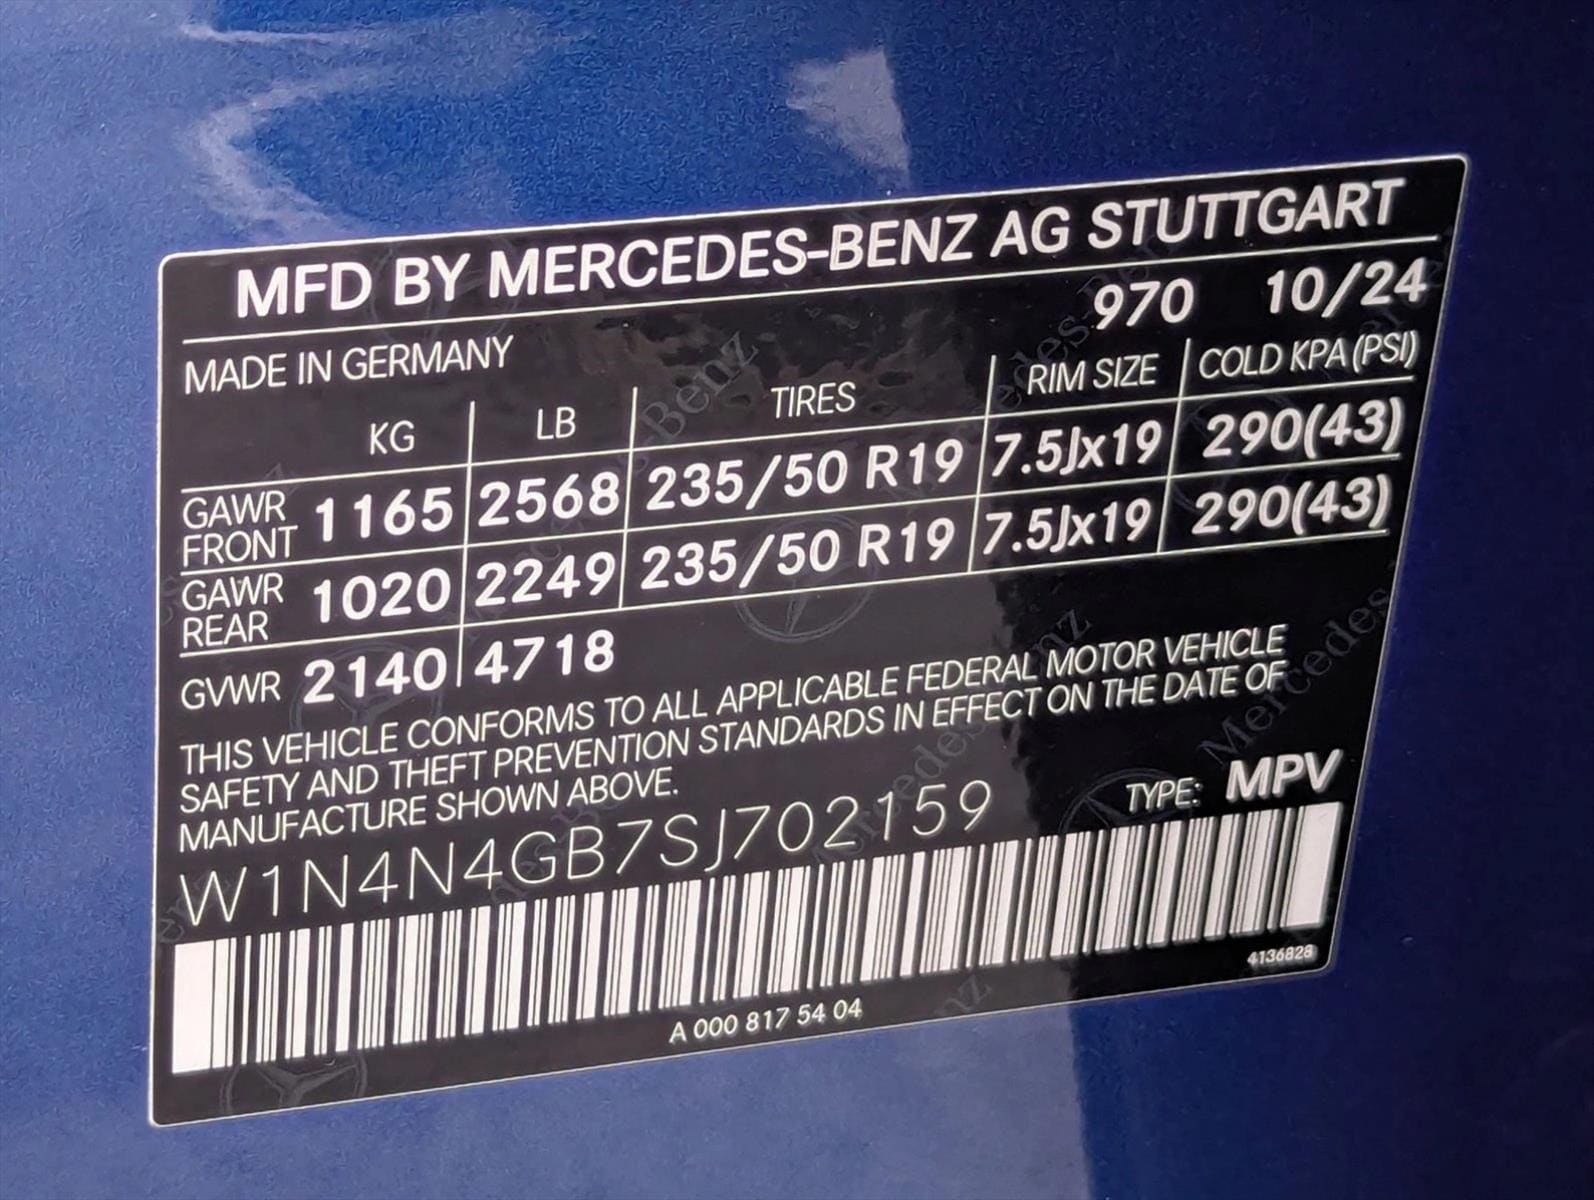 MFD BY MERCEDES-BENZ AG STUTTGART
970 10/24
MADE IN GERMANY
KG LB TIRES RIM SIZE COLD KPA(PSI)
GAWR FRONT 1165 2568 235/50 R19 7.5Jx19 290(43)
GAWR REAR 1020 2249 235/50 R19 7.5Jx19 290(43)
GVWR 2140 4718
THIS VEHICLE CONFORMS TO ALL APPLICABLE FEDERAL MOTOR VEHICLE
SAFETY AND THEFT PREVENTION STANDARDS IN EFFECT ON THE DATE OF
MANUFACTURE SHOWN ABOVE.
TYPE: MPV
W1N4N4GB7SJ702159
4136828
A 000 817 54 04